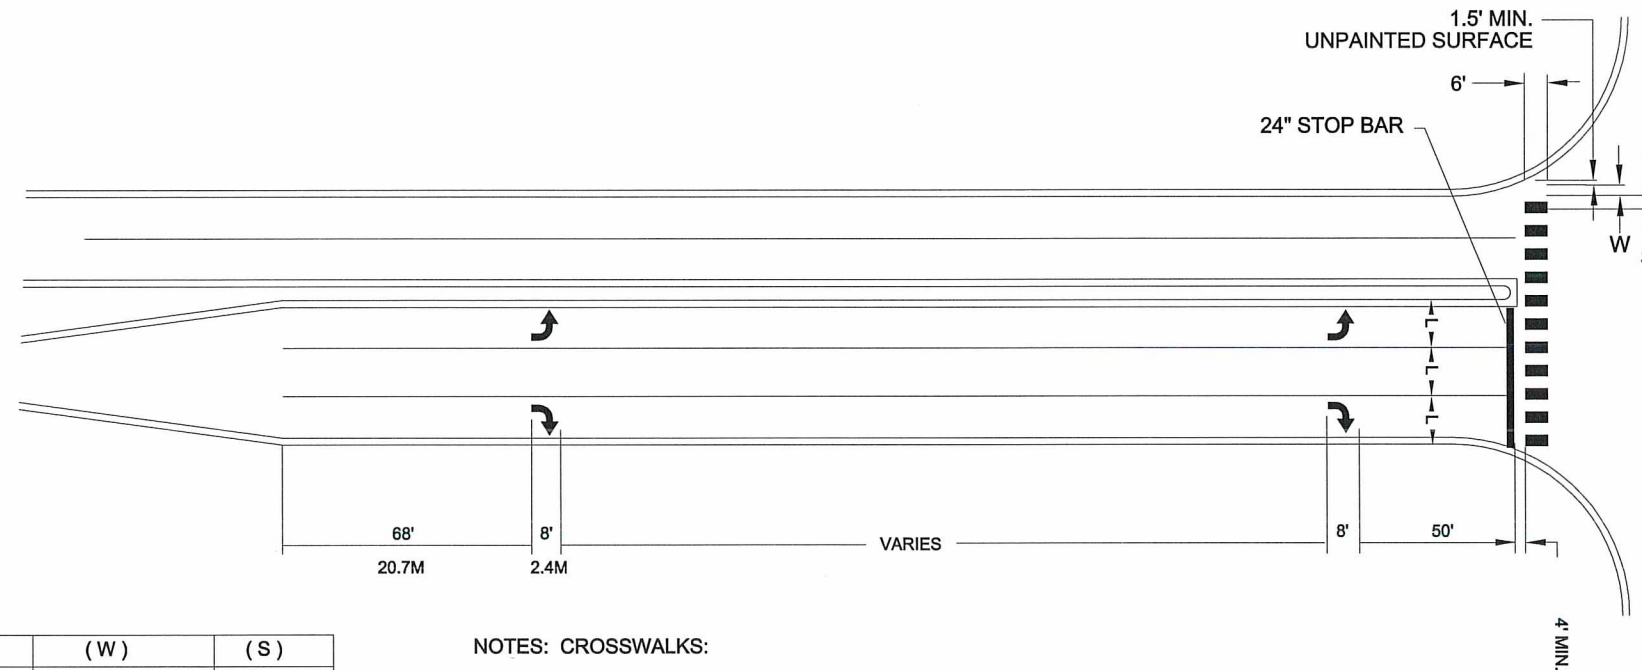 1.5' MIN.
UNPAINTED SURFACE
6'
24" STOP BAR
W
L
L
L
68'
8'
VARIES
8'
50'
20.7M
2.4M
4' MIN.
(W)
(S)
NOTES: CROSSWALKS: